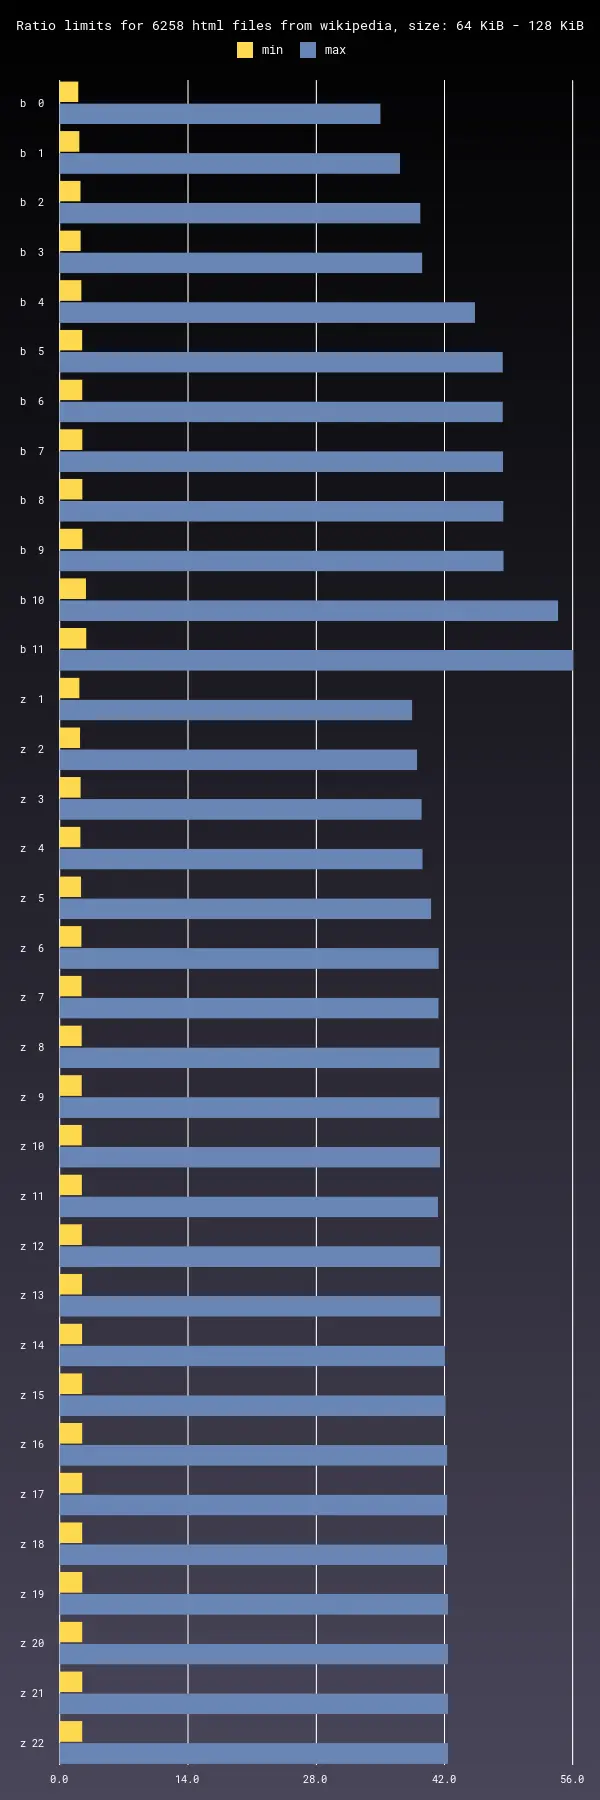 Ratio limits for 6258 html files from wikipedia, size: 64 KiB - 128 KiB
min max
b 0
b 1
b 2
b 3
b 4
b 5
b 6
b 7
b 8
b 9
b 10
b 11
z 1
z 2
z 3
z 4
z 5
z 6
z 7
z 8
z 9
z 10
z 11
z 12
z 13
z 14
z 15
z 16
z 17
z 18
z 19
z 20
z 21
z 22
0.0 14.0 28.0 42.0 56.0